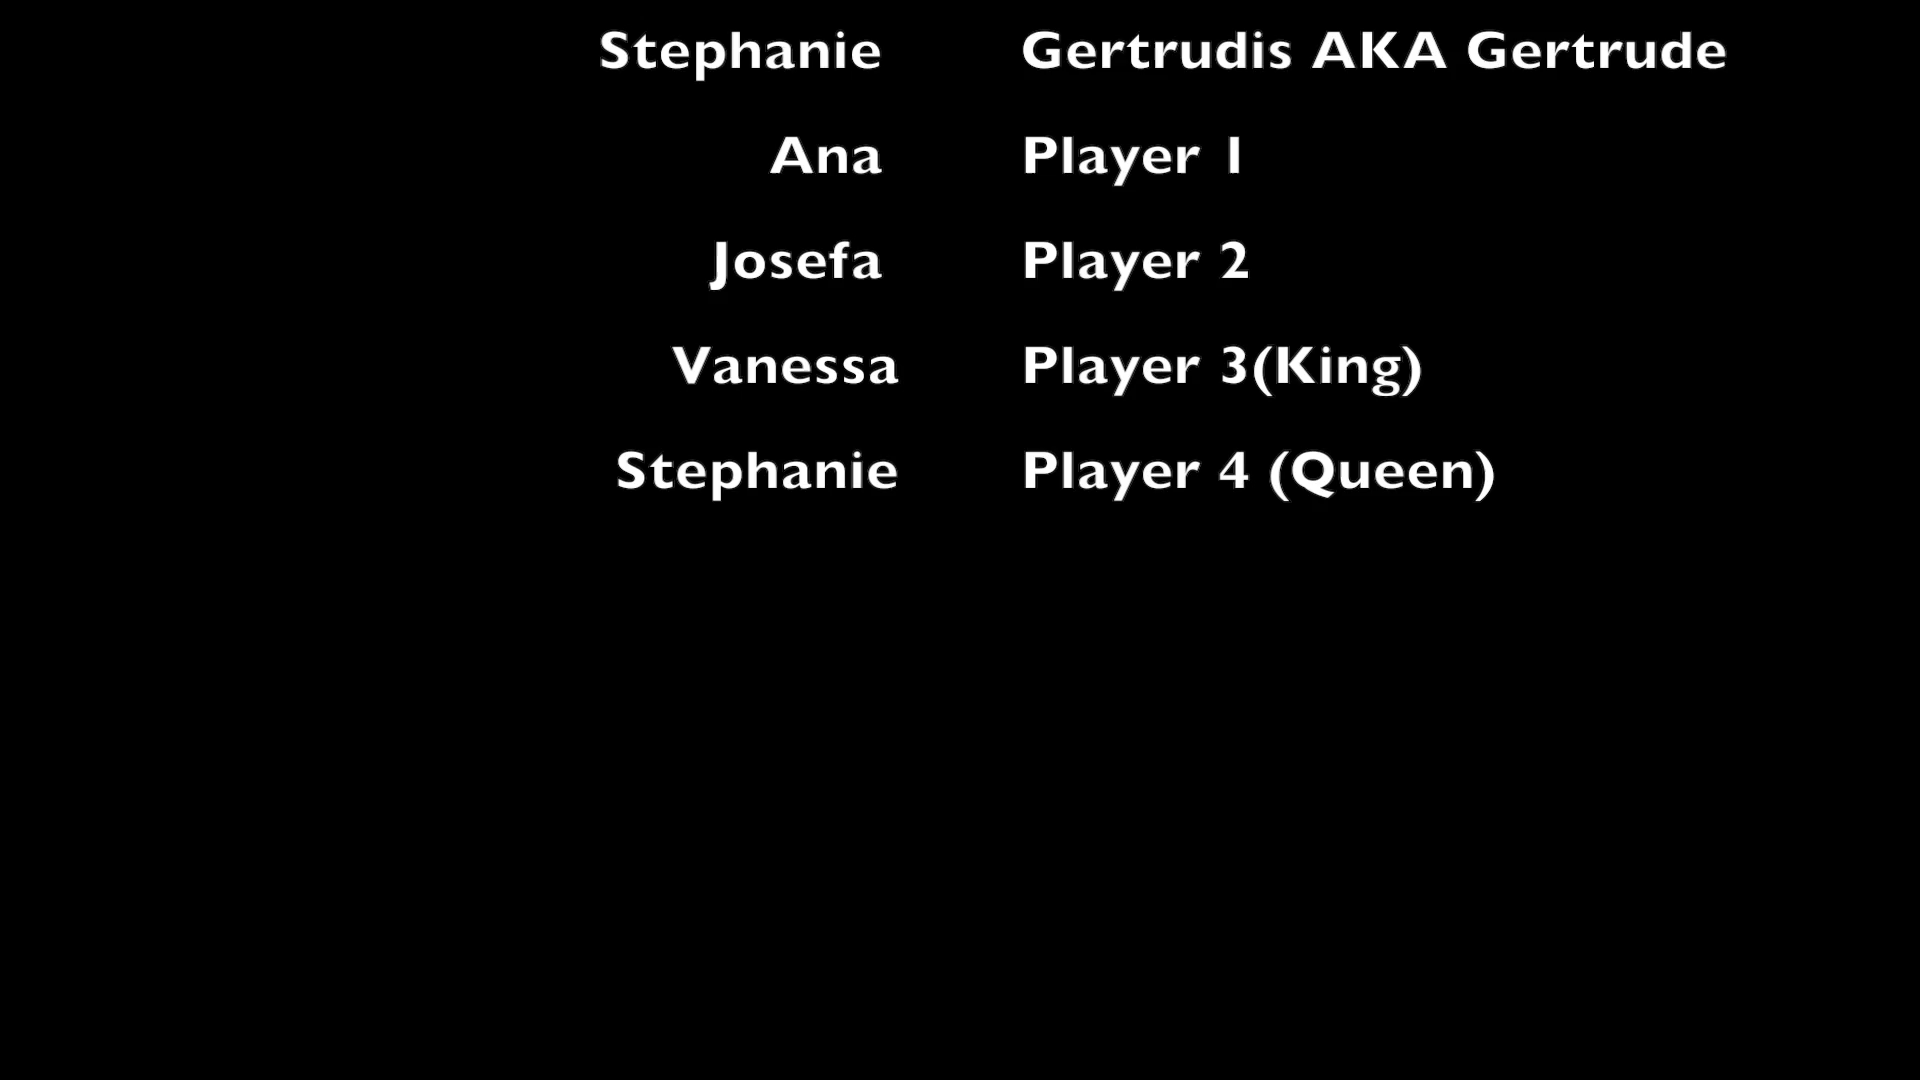 Stephanie Gertrudis AKA Gertrude
Ana Player 1
Josefa Player 2
Vanessa Player 3(King)
Stephanie Player 4 (Queen)